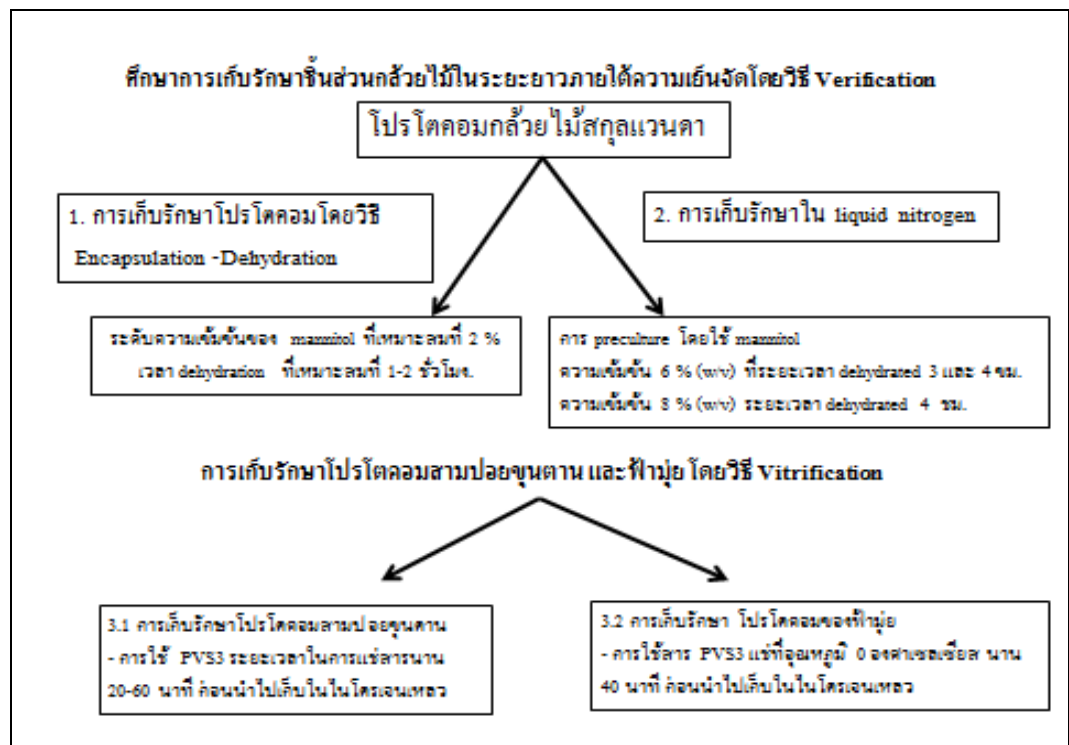 ศึกษาการเก็บรักษาชิ้นส่วนกล้วยไม้ในระยะยาวภายใต้ความเย็นจัดโดยวิธี Verification
โปรโตคอมกล้วยไม้สกุลแวนดา
1. การเก็บรักษาโปรโตคอมโดยวิธี
Encapsulation -Dehydration
2. การเก็บรักษาใน liquid nitrogen
ระดับความเข้มข้นของ mannitol ที่เหมาะสมที่ 2 %
เวลา dehydration ที่เหมาะสมที่ 1-2 ชั่วโมง.
การ preculture โดยใช้ mannitol
ความเข้มข้น 6 % (w/v) ที่ระยะเวลา dehydrated 3 และ 4 ชม.
ความเข้มข้น 8 % (w/v) ระยะเวลา dehydrated 4 ชม.
การเก็บรักษาโปรโตคอมสามปอยขุนตาน และฟ้ามุ่ย โดยวิธี Vitrification
3.1 การเก็บรักษาโปรโตคอมสามปอยขุนตาน
- การใช้ PVS3 ระยะเวลาในการแช่สารนาน
20-60 นาที ก่อนนำไปเก็บในไนโตรเจนเหลว
3.2 การเก็บรักษา โปรโตคอมของฟ้ามุ่ย
- การใช้สาร PVS3 แช่ที่อุณหภูมิ 0 องศาเซลเซียส นาน
40 นาที ก่อนนำไปเก็บในไนโตรเจนเหลว